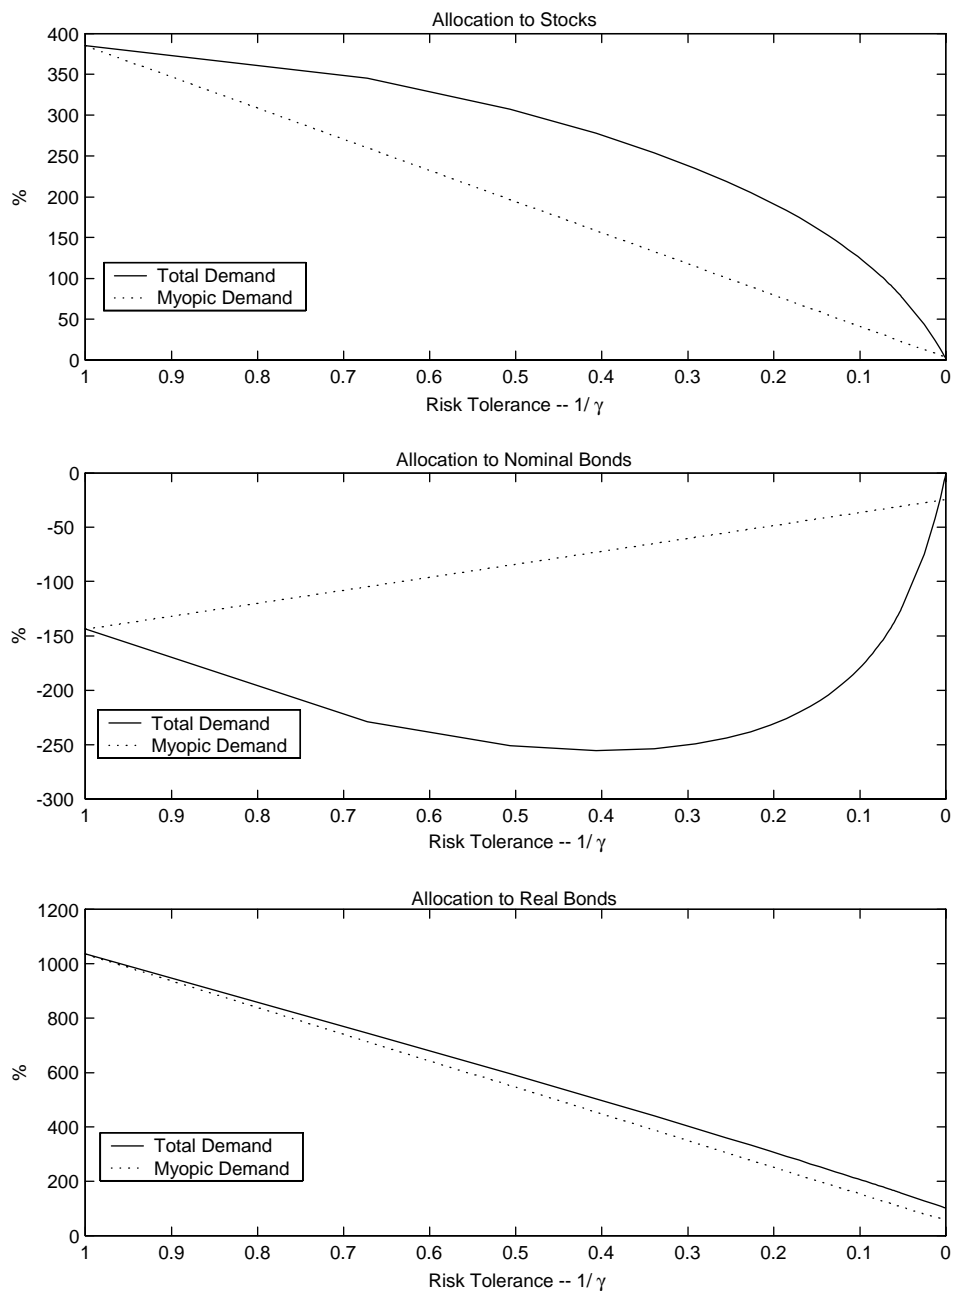 Allocation to Stocks
400
350
300
250
200
150
100
50
0
%
Total Demand
Myopic Demand
1 0.9 0.8 0.7 0.6 0.5 0.4 0.3 0.2 0.1 0
Risk Tolerance -- 1/ γ
Allocation to Nominal Bonds
0
-50
-100
-150
-200
-250
-300
%
Total Demand
Myopic Demand
1 0.9 0.8 0.7 0.6 0.5 0.4 0.3 0.2 0.1 0
Risk Tolerance -- 1/ γ
Allocation to Real Bonds
1200
1000
800
600
400
200
0
%
Total Demand
Myopic Demand
1 0.9 0.8 0.7 0.6 0.5 0.4 0.3 0.2 0.1 0
Risk Tolerance -- 1/ γ